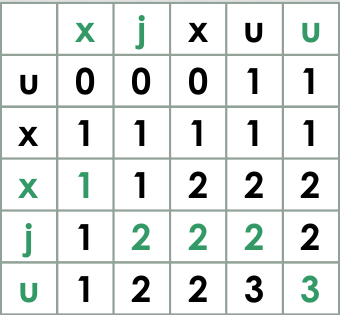 x j x u u
u 0 0 0 1 1
x 1 1 1 1 1
x 1 1 2 2 2
j 1 2 2 2 2
u 1 2 2 3 3